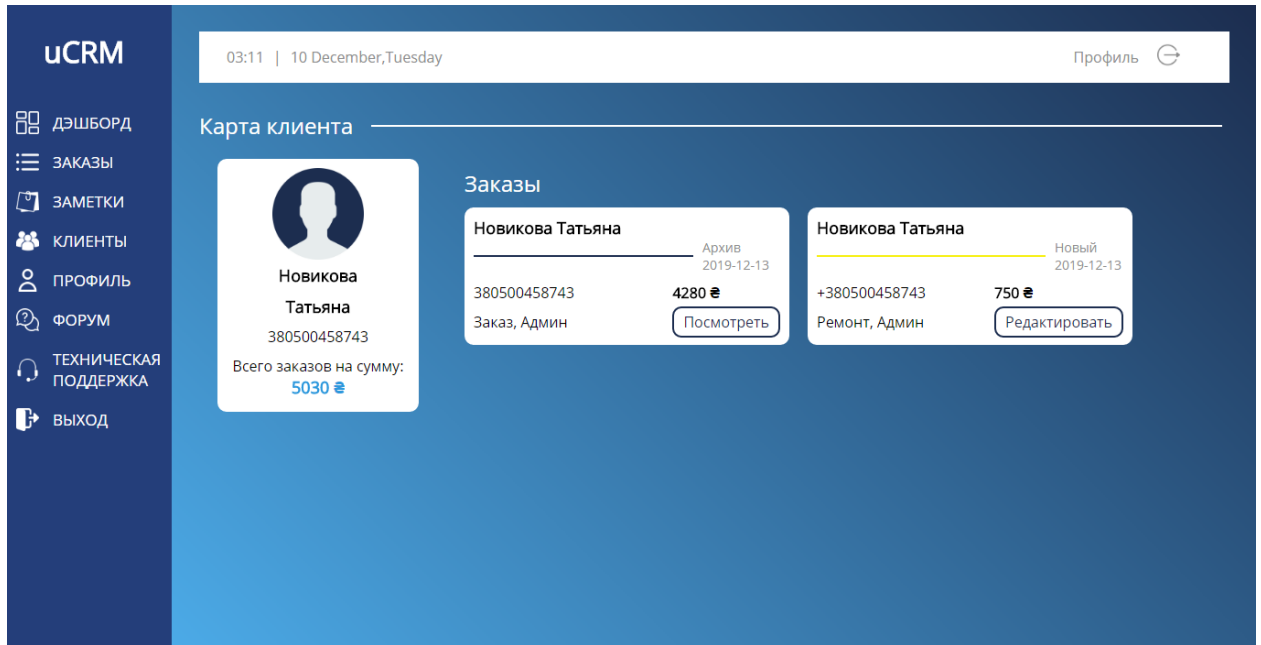 uCRM
ДЭШБОРД
ЗАКАЗЫ
ЗАМЕТКИ
КЛИЕНТЫ
ПРОФИЛЬ
ФОРУМ
ТЕХНИЧЕСКАЯ
ПОДДЕРЖКА
ВЫХОД
03:11 | 10 December,Tuesday
Профиль
Карта клиента
Новикова
Татьяна
380500458743
Всего заказов на сумму:
5030 ₴
Заказы
Новикова Татьяна
Архив
2019-12-13
380500458743 4280 ₴
Заказ, Админ Посмотреть
Новикова Татьяна
Новый
2019-12-13
+380500458743 750 ₴
Ремонт, Админ Редактировать